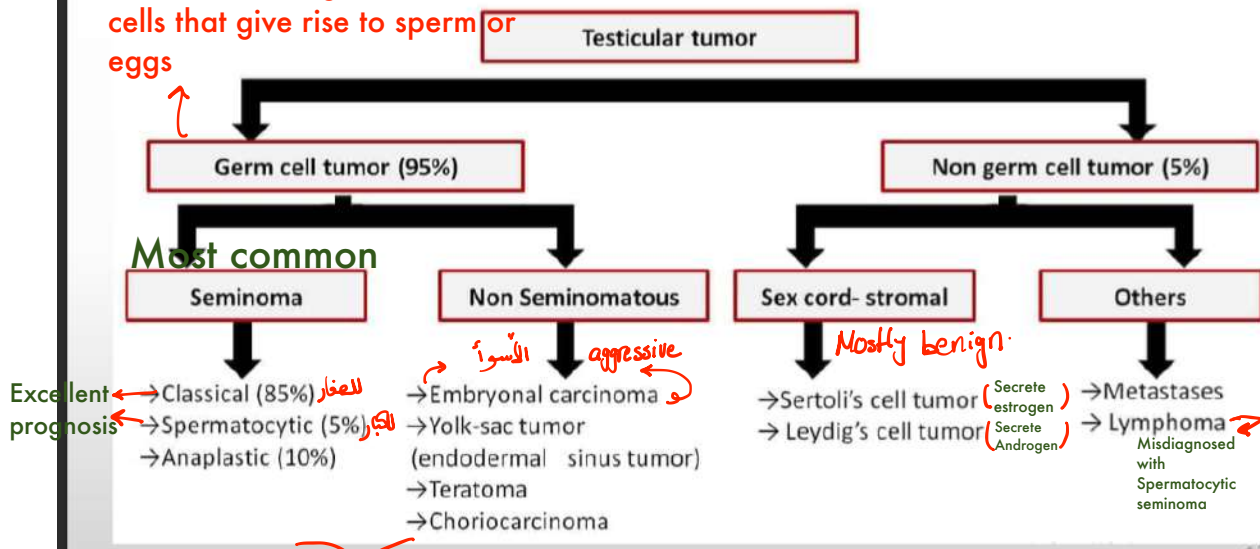 cells that give rise to sperm or
eggs
Testicular tumor
Germ cell tumor (95%)
Non germ cell tumor (5%)
Most common
Seminoma
Non Seminomatous
Sex cord- stromal
Others
Excellent
prognosis
→Classical (85%) للصغار
→Spermatocytic (5%) للكبار
→Anaplastic (10%)
الأسوأ aggressive
→Embryonal carcinoma
→Yolk-sac tumor
(endodermal sinus tumor)
→Teratoma
→Choriocarcinoma
Mostly benign.
→Sertoli's cell tumor (Secrete
estrogen)
→ Leydig's cell tumor (Secrete
Androgen)
→Metastases
→ Lymphoma
Misdiagnosed
with
Spermatocytic
seminoma